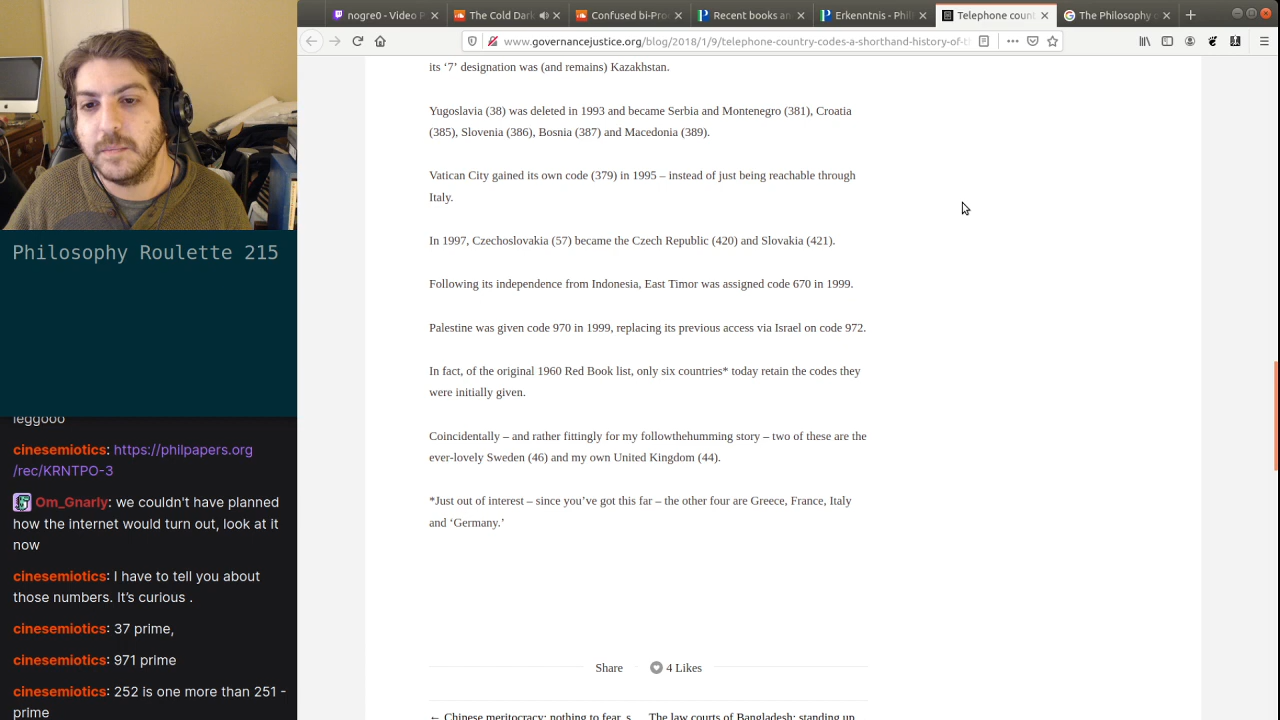 nogre0 - Video P
The Cold Dark
Confused bi-Pro
Recent books an
Erkenntnis - Phil
Telephone coun
The Philosophy o
www.governancejustice.org/blog/2018/1/9/telephone-country-codes-a-shorthand-history-of-t
its ‘7’ designation was (and remains) Kazakhstan.
Yugoslavia (38) was deleted in 1993 and became Serbia and Montenegro (381), Croatia
(385), Slovenia (386), Bosnia (387) and Macedonia (389).
Vatican City gained its own code (379) in 1995 – instead of just being reachable through
Italy.
In 1997, Czechoslovakia (57) became the Czech Republic (420) and Slovakia (421).
Following its independence from Indonesia, East Timor was assigned code 670 in 1999.
Palestine was given code 970 in 1999, replacing its previous access via Israel on code 972.
In fact, of the original 1960 Red Book list, only six countries* today retain the codes they
were initially given.
Coincidentally – and rather fittingly for my followthehumming story – two of these are the
ever-lovely Sweden (46) and my own United Kingdom (44).
*Just out of interest – since you’ve got this far – the other four are Greece, France, Italy
and ‘Germany.’
Share
4 Likes
← Chinese meritocracy: nothing to fear, s
The law courts of Bangladesh: standing up
Philosophy Roulette 215
leggooo
cinesemiotics: https://philpapers.org
/rec/KRNTPO-3
Om_Gnarly: we couldn't have planned
how the internet would turn out, look at it
now
cinesemiotics: I have to tell you about
those numbers. It’s curious .
cinesemiotics: 37 prime,
cinesemiotics: 971 prime
cinesemiotics: 252 is one more than 251 -
prime